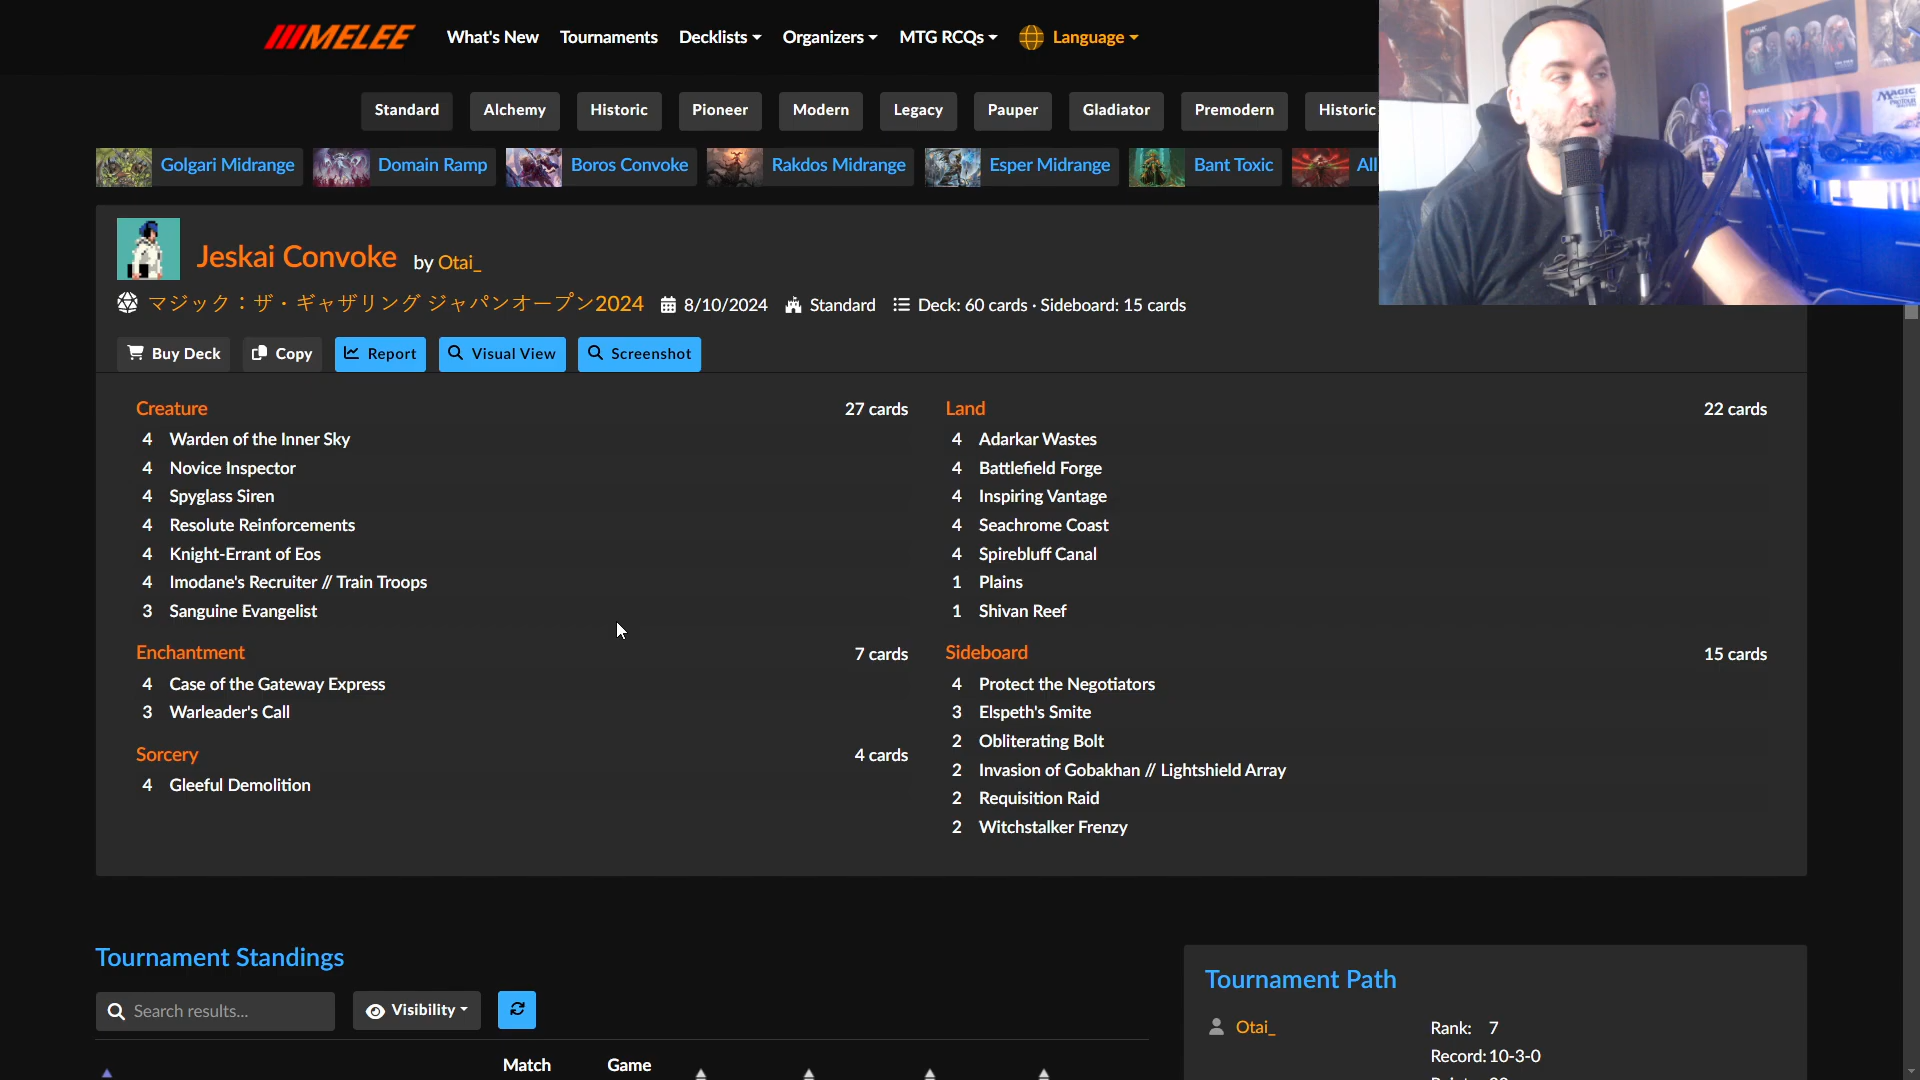 MELEE What's New Tournaments Decklists Organizers MTG RCQs Language
Standard Alchemy Historic Pioneer Modern Legacy Pauper Gladiator Premodern Historic
Golgari Midrange Domain Ramp Boros Convoke Rakdos Midrange Esper Midrange Bant Toxic All
Jeskai Convoke by Otai_
マジック：ザ・ギャザリング ジャパンオープン2024 8/10/2024 Standard Deck: 60 cards · Sideboard: 15 cards
Buy Deck Copy Report Visual View Screenshot
Creature 27 cards
4 Warden of the Inner Sky
4 Novice Inspector
4 Spyglass Siren
4 Resolute Reinforcements
4 Knight-Errant of Eos
4 Imodane's Recruiter // Train Troops
3 Sanguine Evangelist
Enchantment 7 cards
4 Case of the Gateway Express
3 Warleader's Call
Sorcery 4 cards
4 Gleeful Demolition
Land 22 cards
4 Adarkar Wastes
4 Battlefield Forge
4 Inspiring Vantage
4 Seachrome Coast
4 Spirebluff Canal
1 Plains
1 Shivan Reef
Sideboard 15 cards
4 Protect the Negotiators
3 Elspeth's Smite
2 Obliterating Bolt
2 Invasion of Gobakhan // Lightshield Array
2 Requisition Raid
2 Witchstalker Frenzy
Tournament Standings
Search results... Visibility
Match Game
Tournament Path
Otai_ Rank: 7
Record: 10-3-0
MAGIC